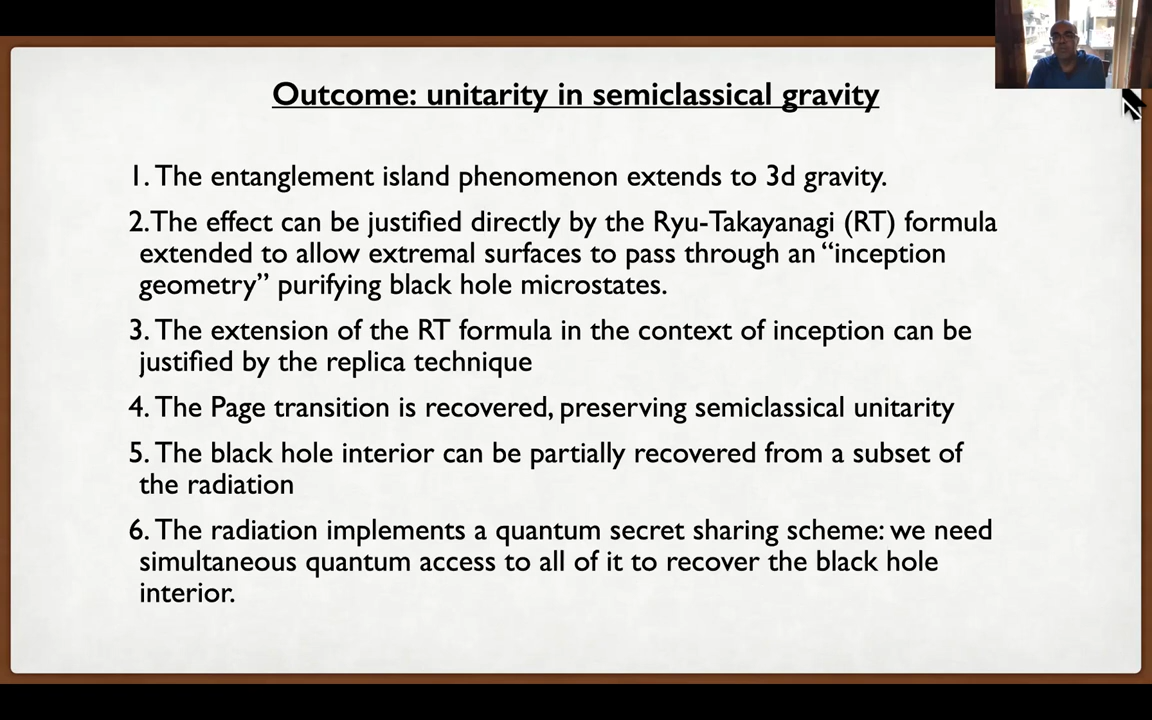 Outcome: unitarity in semiclassical gravity
1. The entanglement island phenomenon extends to 3d gravity.
2.The effect can be justified directly by the Ryu-Takayanagi (RT) formula
extended to allow extremal surfaces to pass through an “inception
geometry” purifying black hole microstates.
3. The extension of the RT formula in the context of inception can be
justified by the replica technique
4. The Page transition is recovered, preserving semiclassical unitarity
5. The black hole interior can be partially recovered from a subset of
the radiation
6. The radiation implements a quantum secret sharing scheme: we need
simultaneous quantum access to all of it to recover the black hole
interior.